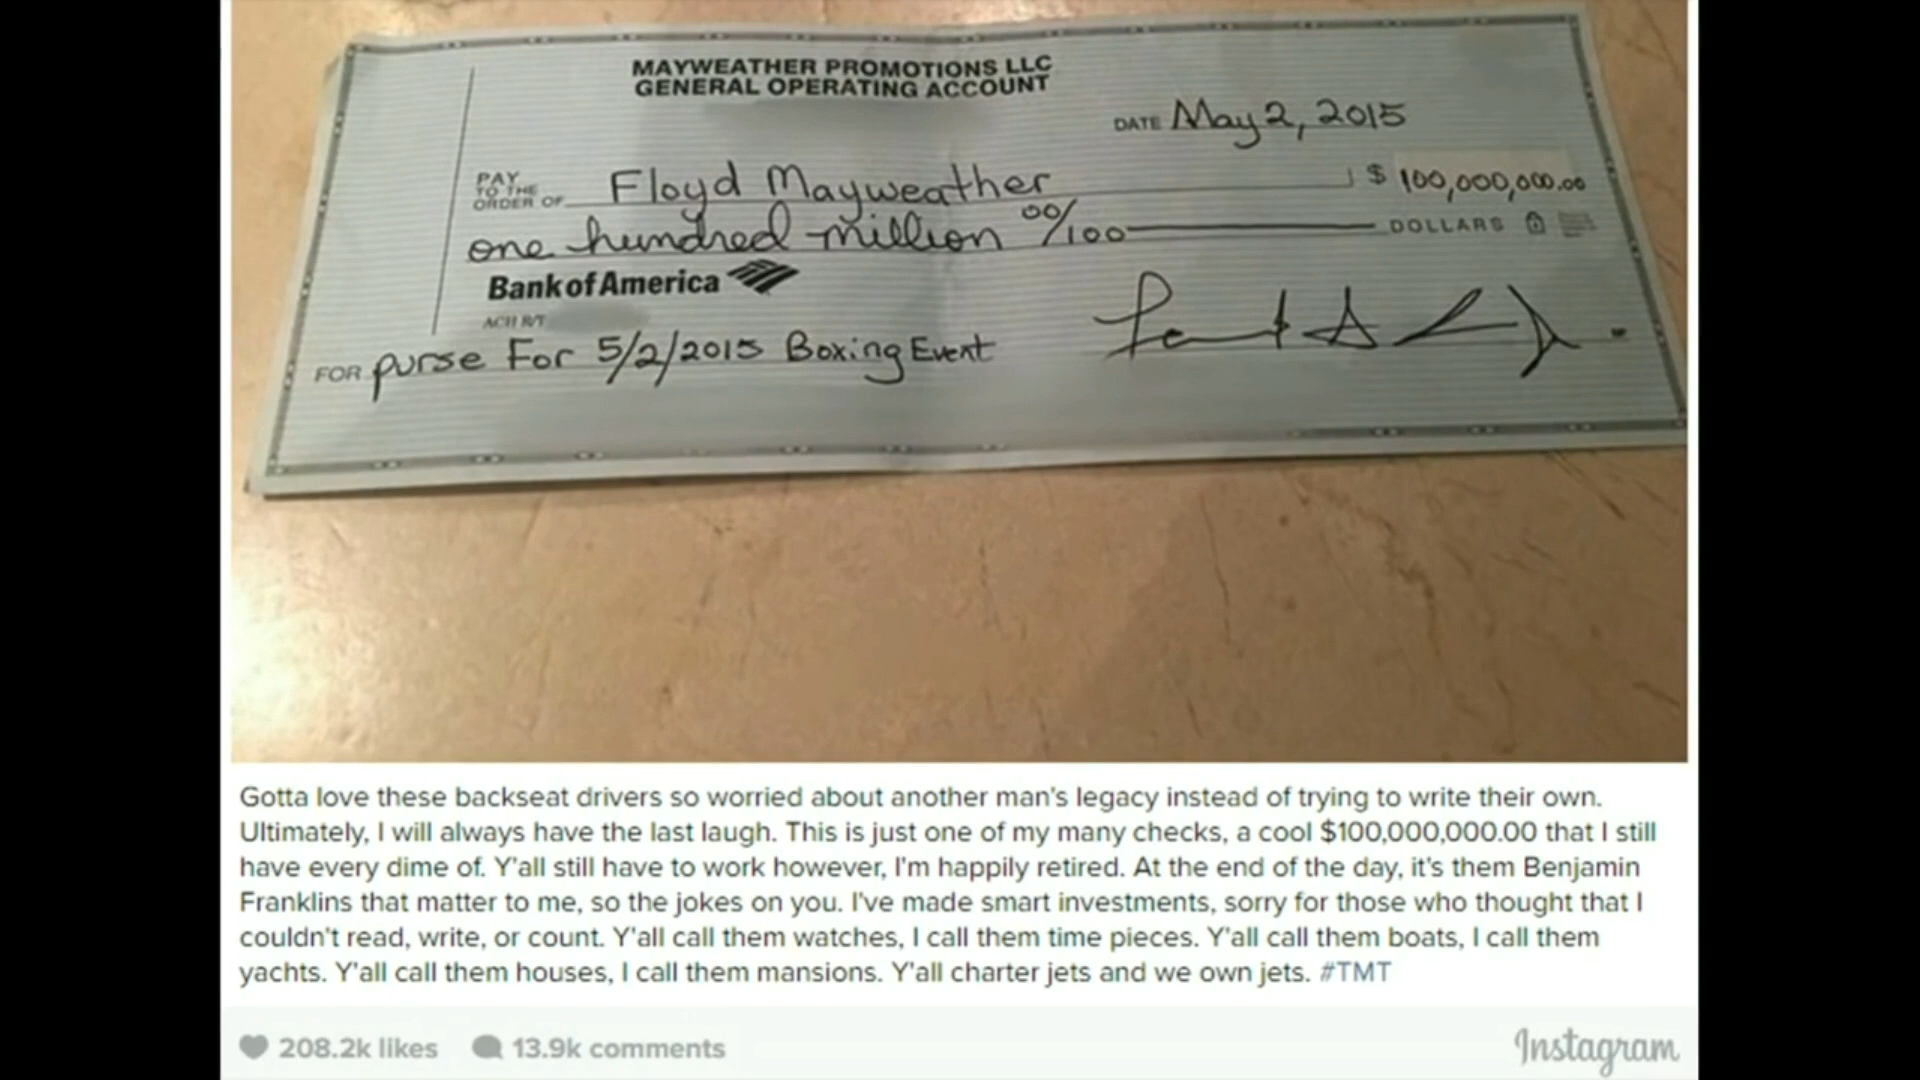 MAYWEATHER PROMOTIONS LLC
GENERAL OPERATING ACCOUNT
DATE May 2, 2015
PAY
TO THE
ORDER OF Floyd Mayweather $ 100,000,000.00
one hundred million 00/100 DOLLARS
Bank of America
ACH R/T
FOR purse For 5/2/2015 Boxing Event
Gotta love these backseat drivers so worried about another man's legacy instead of trying to write their own.
Ultimately, I will always have the last laugh. This is just one of my many checks, a cool $100,000,000.00 that I still
have every dime of. Y'all still have to work however, I'm happily retired. At the end of the day, it's them Benjamin
Franklins that matter to me, so the jokes on you. I've made smart investments, sorry for those who thought that I
couldn't read, write, or count. Y'all call them watches, I call them time pieces. Y'all call them boats, I call them
yachts. Y'all call them houses, I call them mansions. Y'all charter jets and we own jets. #TMT
208.2k likes 13.9k comments Instagram